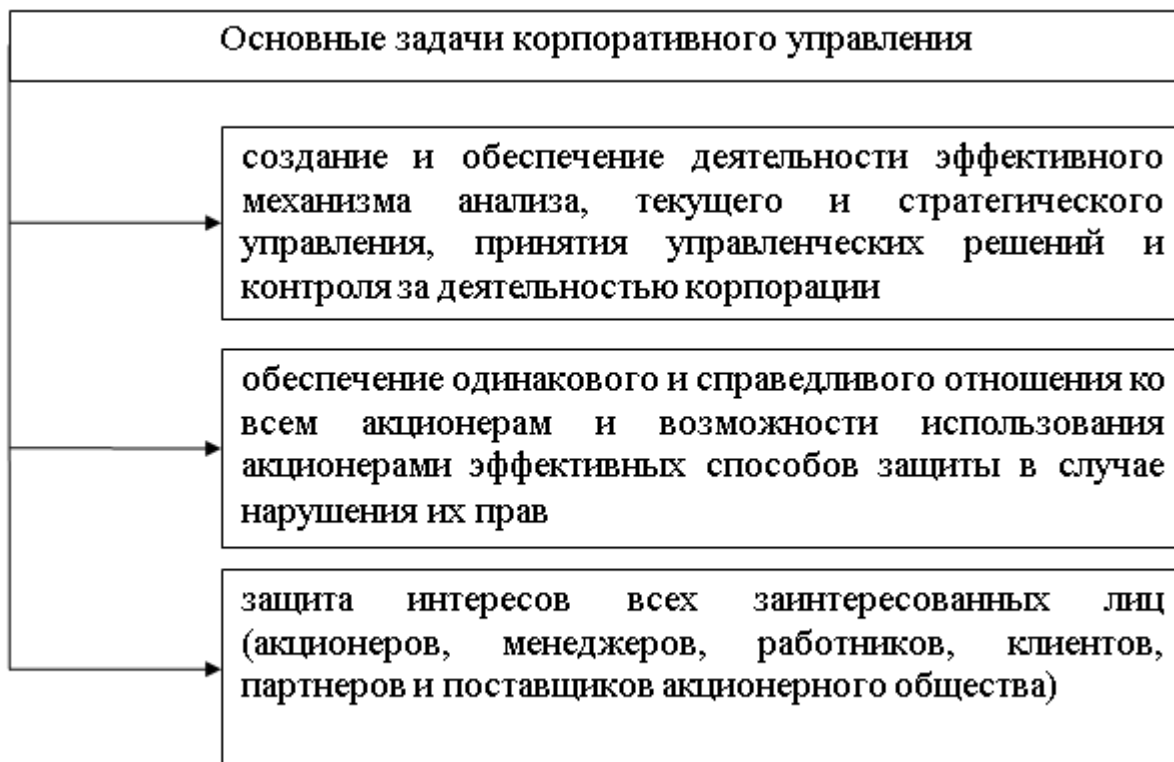 Основные задачи корпоративного управления
создание и обеспечение деятельности эффективного
механизма анализа, текущего и стратегического
управления, принятия управленческих решений и
контроля за деятельностью корпорации
обеспечение одинакового и справедливого отношения ко
всем акционерам и возможности использования
акционерами эффективных способов защиты в случае
нарушения их прав
защита интересов всех заинтересованных лиц
(акционеров, менеджеров, работников, клиентов,
партнеров и поставщиков акционерного общества)